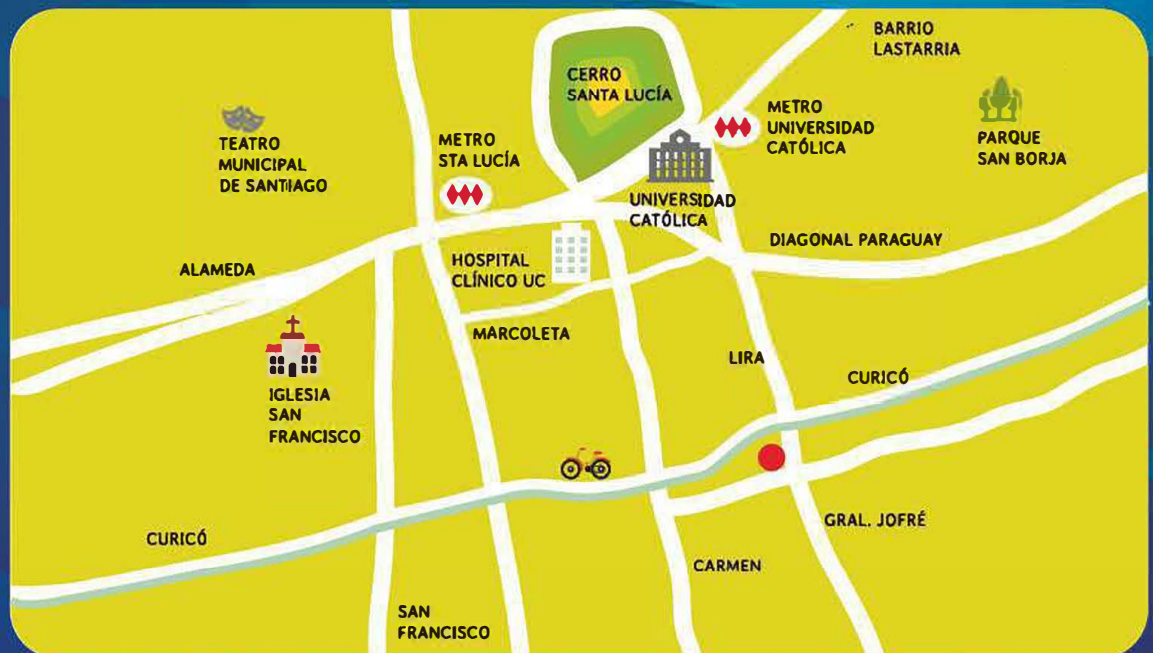 BARRIO
LASTARRIA
CERRO
SANTA LUCÍA
METRO
UNIVERSIDAD
CATÓLICA
PARQUE
SAN BORJA
TEATRO
MUNICIPAL
DE SANTIAGO
METRO
STA LUCÍA
UNIVERSIDAD
CATÓLICA
DIAGONAL PARAGUAY
ALAMEDA
HOSPITAL
CLÍNICO UC
MARCOLETA
LIRA
CURICÓ
IGLESIA
SAN
FRANCISCO
CURICÓ
GRAL. JOFRÉ
CARMEN
SAN
FRANCISCO